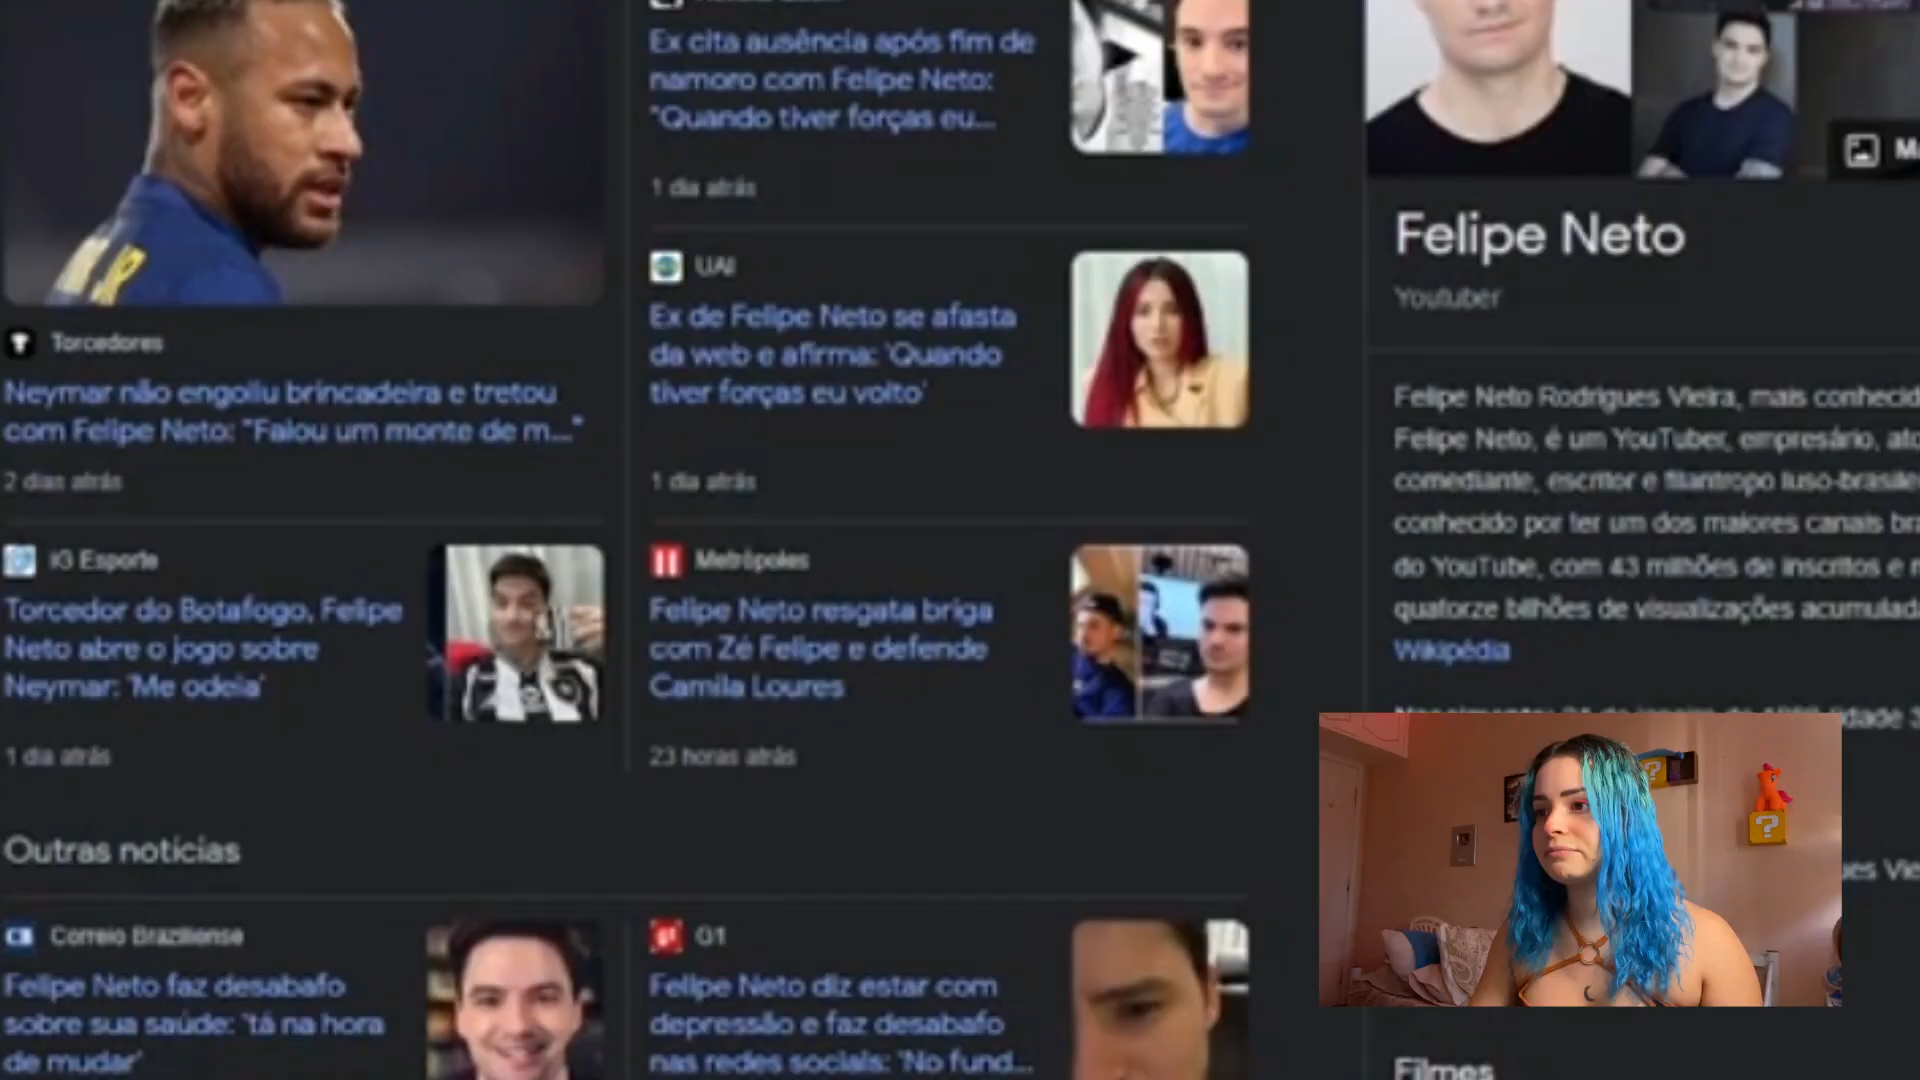 Torcedores
Neymar não engoliu brincadeira e tretou
com Felipe Neto: "Falou um monte de m..."
2 dias atrás
iG Esporte
Torcedor do Botafogo, Felipe
Neto abre o jogo sobre
Neymar: 'Me odeia'
1 dia atrás
Ex cita ausência após fim de
namoro com Felipe Neto:
"Quando tiver forças eu...
1 dia atrás
UAI
Ex de Felipe Neto se afasta
da web e afirma: 'Quando
tiver forças eu volto'
1 dia atrás
Metrópoles
Felipe Neto resgata briga
com Zé Felipe e defende
Camila Loures
23 horas atrás
Outras notícias
CB Correio Braziliense
Felipe Neto faz desabafo
sobre sua saúde: 'tá na hora
de mudar'
g1 G1
Felipe Neto diz estar com
depressão e faz desabafo
nas redes sociais: 'No fund...
Felipe Neto
Youtuber
Felipe Neto Rodrigues Vieira, mais conhecid
Felipe Neto, é um YouTuber, empresário, ato
comediante, escritor e filantropo luso-brasile
conhecido por ter um dos maiores canais bra
do YouTube, com 43 milhões de inscritos e
quatorze bilhões de visualizações acumulad
Wikipédia
? ?
Filmes